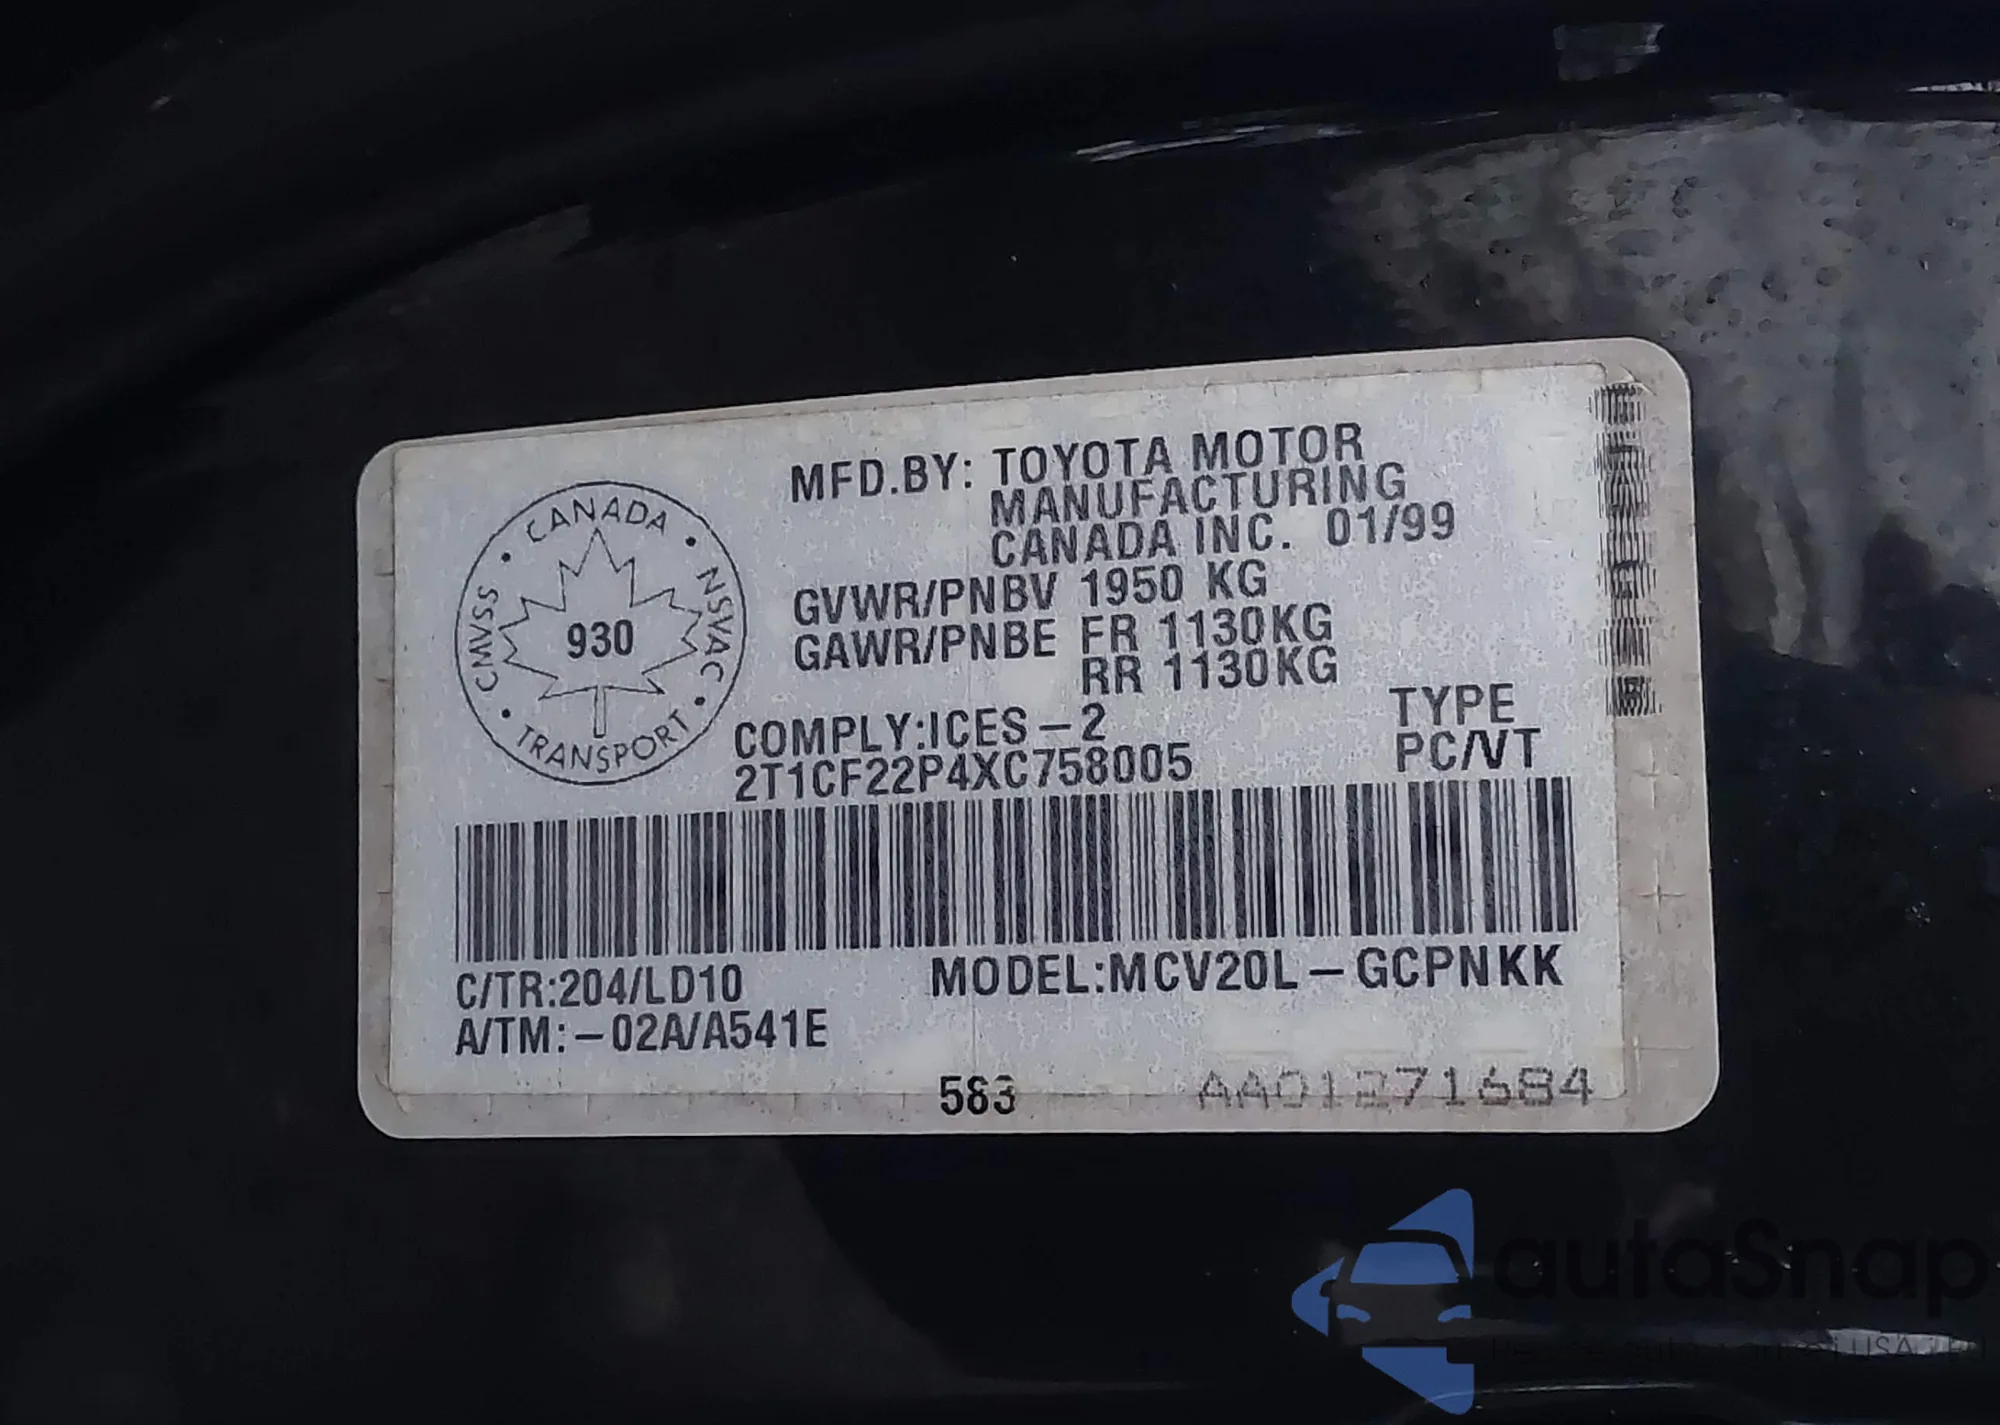 MFD.BY: TOYOTA MOTOR
MANUFACTURING
CANADA INC. 01/99
GVWR/PNBV 1950 KG
GAWR/PNBE FR 1130KG
RR 1130KG
CANADA
CMVSS
NSVAC
930
TRANSPORT
COMPLY:ICES-2
TYPE
2T1CF22P4XC758005
PC/VT
C/TR:204/LD10
MODEL:MCV20L-GCPNKK
A/TM:-02A/A541E
583
AA01271684
autaSnap